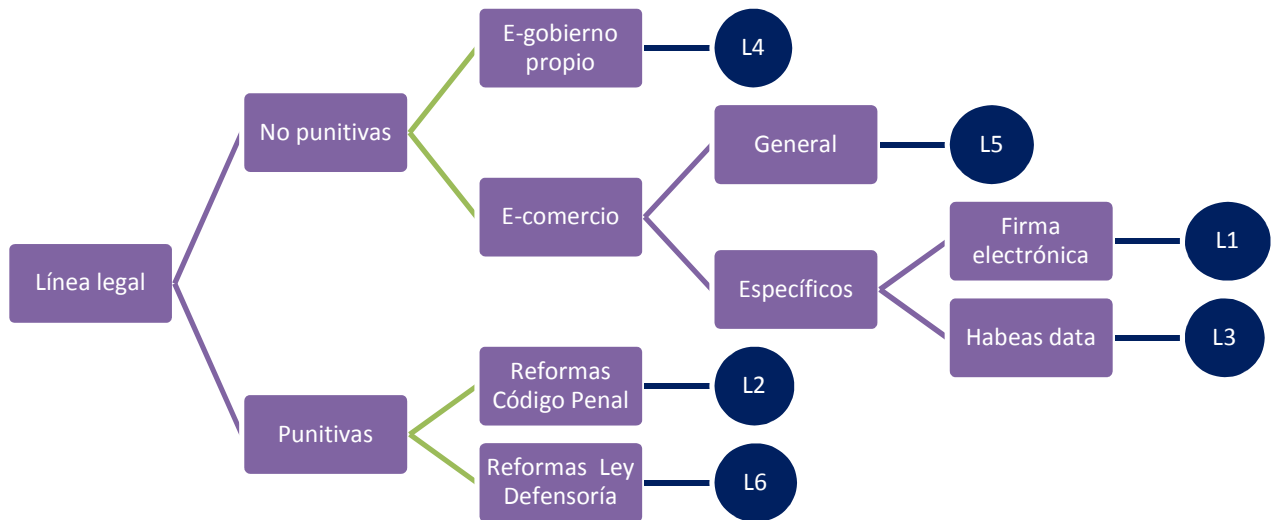 E-gobierno
propio
L4
No punitivas
General
L5
E-comercio
Firma
electrónica
L1
Línea legal
Específicos
Habeas data
L3
Reformas
Código Penal
L2
Punitivas
Reformas Ley
Defensoría
L6